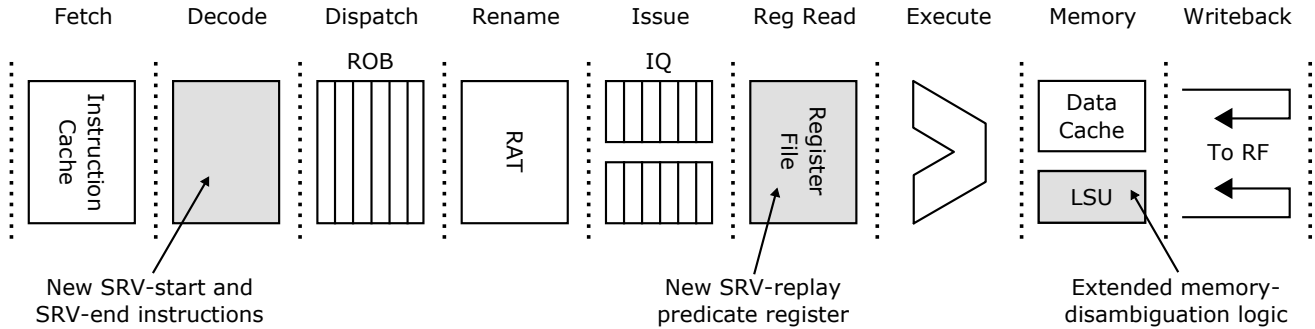 Fetch
Decode
Dispatch
Rename
Issue
Reg Read
Execute
Memory
Writeback
ROB
IQ
Instruction
Cache
RAT
Register
File
Data
Cache
LSU
To RF
New SRV-start and
SRV-end instructions
New SRV-replay
predicate register
Extended memory-
disambiguation logic